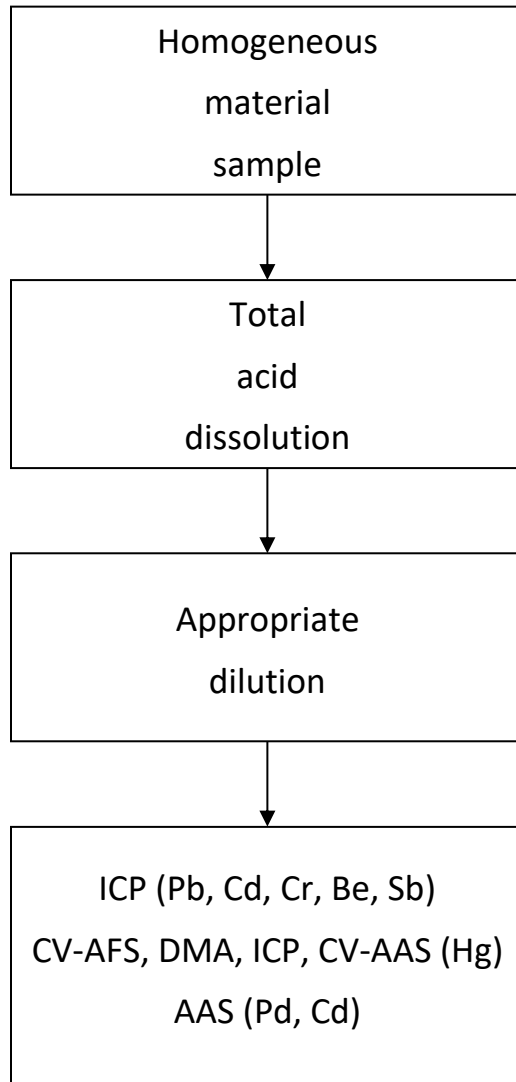 Homogeneous
material
sample
Total
acid
dissolution
Appropriate
dilution
ICP (Pb, Cd, Cr, Be, Sb)
CV-AFS, DMA, ICP, CV-AAS (Hg)
AAS (Pd, Cd)